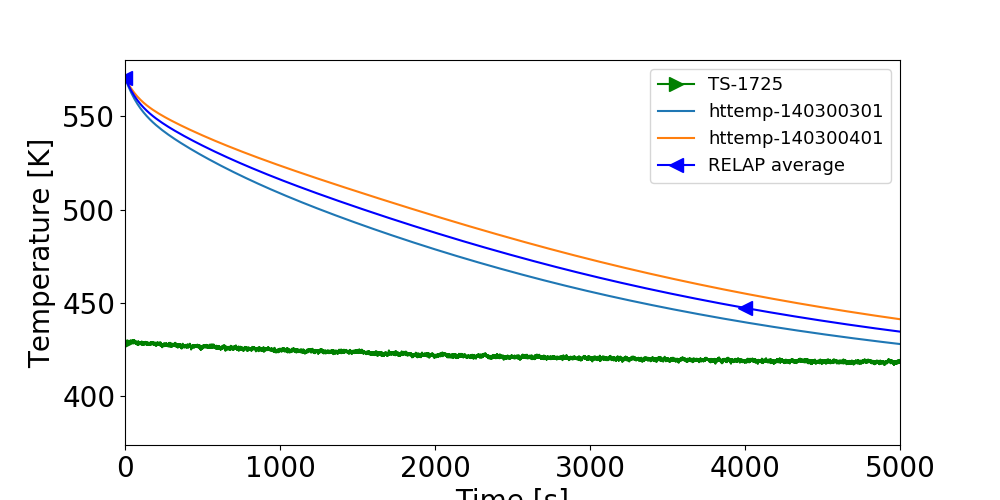 TS-1725
httemp-140300301
httemp-140300401
RELAP average
Temperature [K]
550
500
450
400
0 1000 2000 3000 4000 5000
Time [s]